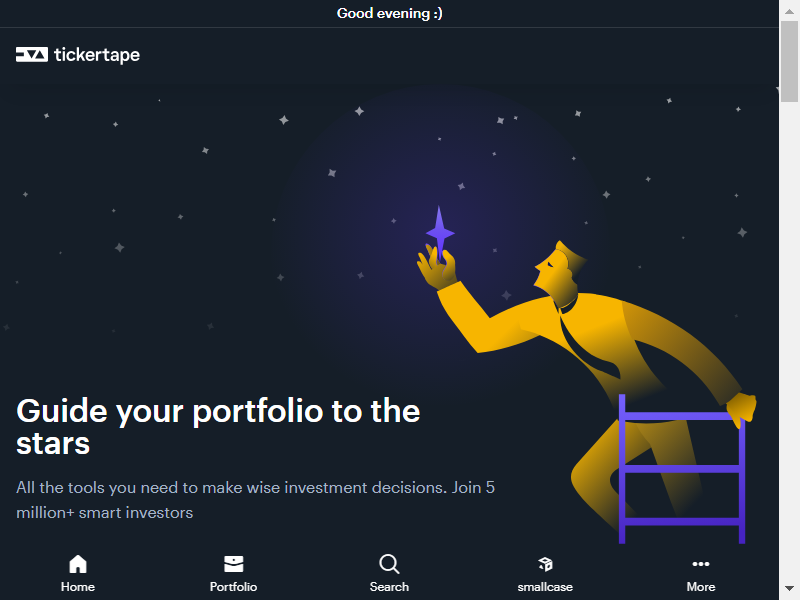 Good evening :)
tickertape
Guide your portfolio to the
stars
All the tools you need to make wise investment decisions. Join 5
million+ smart investors
Home
Portfolio
Search
smallcase
More